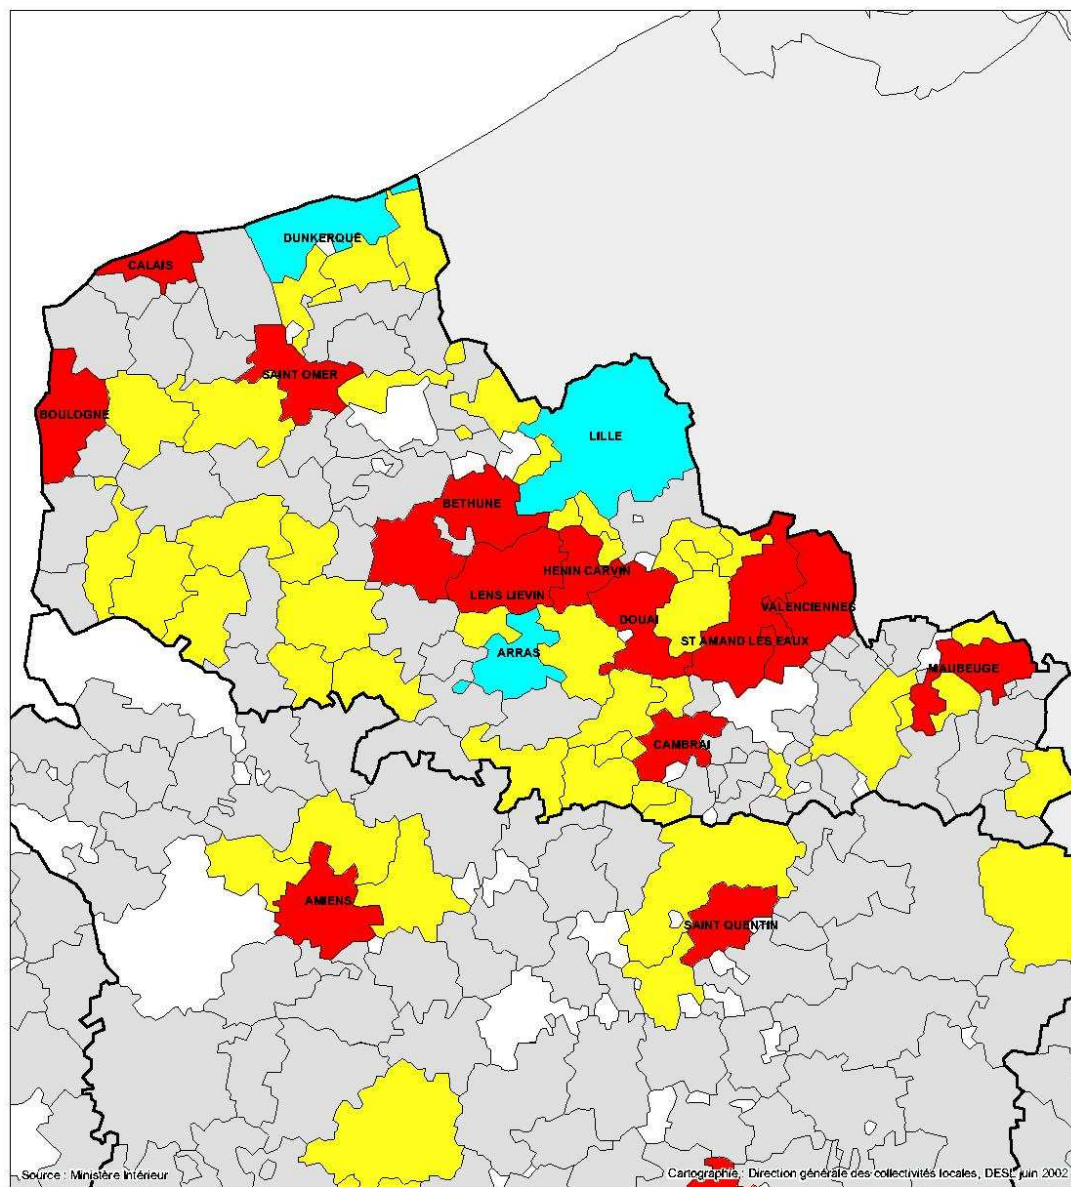 DUNKERQUE
CALAIS
SAINT OMER
BOULOGNE
LILLE
BETHUNE
HENIN CARVIN
LENS LIEVIN
VALENCIENNES
DOUAI
ST AMAND LES EAUX
ARRAS
MAUBEUGE
CAMBRAI
AMIENS
SAINT QUENTIN
Source : Ministère Intérieur
Cartographie : Direction générale des collectivités locales, DESL juin 2002